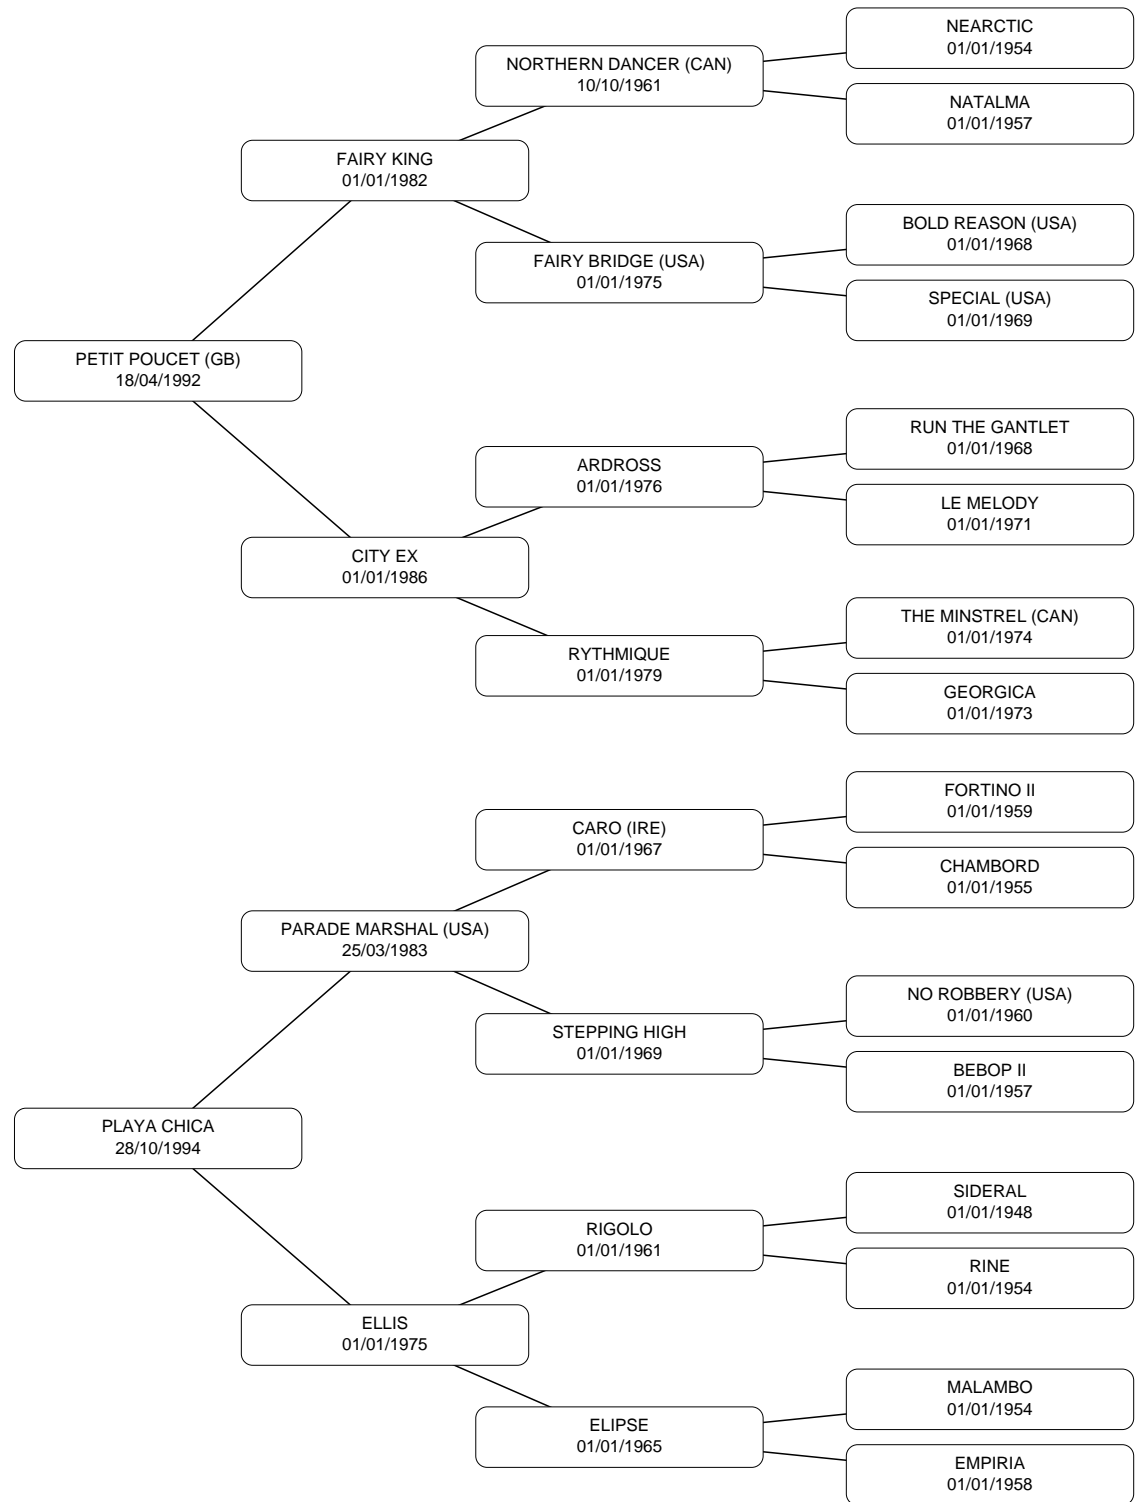 NEARCTIC
01/01/1954
NORTHERN DANCER (CAN)
10/10/1961
NATALMA
01/01/1957
FAIRY KING
01/01/1982
BOLD REASON (USA)
01/01/1968
FAIRY BRIDGE (USA)
01/01/1975
SPECIAL (USA)
01/01/1969
PETIT POUCET (GB)
18/04/1992
RUN THE GANTLET
01/01/1968
ARDROSS
01/01/1976
LE MELODY
01/01/1971
CITY EX
01/01/1986
THE MINSTREL (CAN)
01/01/1974
RYTHMIQUE
01/01/1979
GEORGICA
01/01/1973
FORTINO II
01/01/1959
CARO (IRE)
01/01/1967
CHAMBORD
01/01/1955
PARADE MARSHAL (USA)
25/03/1983
NO ROBBERY (USA)
01/01/1960
STEPPING HIGH
01/01/1969
BEBOP II
01/01/1957
PLAYA CHICA
28/10/1994
SIDERAL
01/01/1948
RIGOLO
01/01/1961
RINE
01/01/1954
ELLIS
01/01/1975
MALAMBO
01/01/1954
ELIPSE
01/01/1965
EMPIRIA
01/01/1958